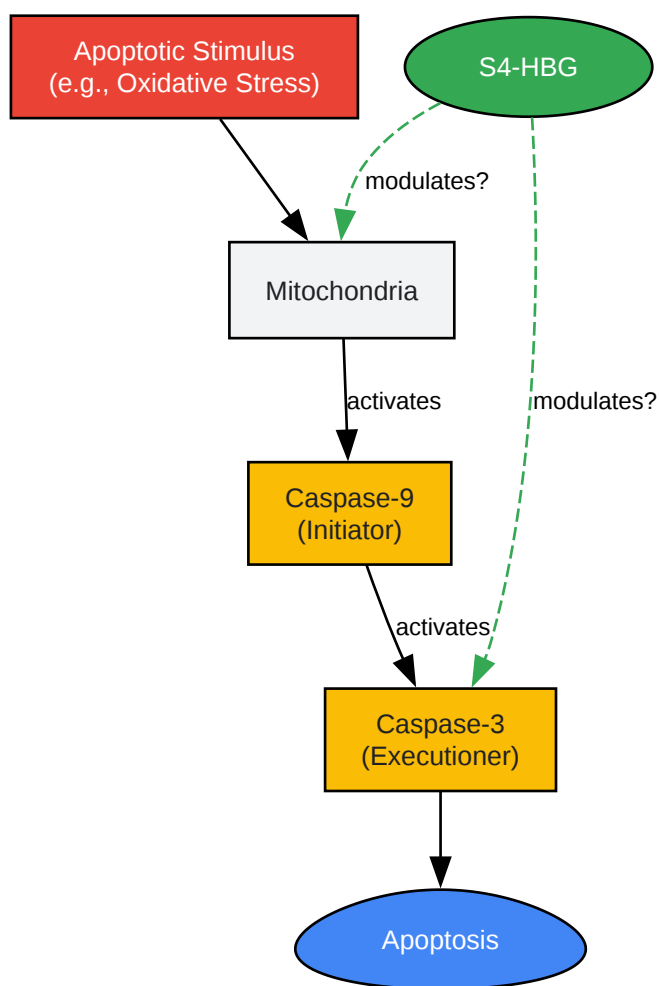 Apoptotic Stimulus
(e.g., Oxidative Stress)
S4-HBG
modulates?
Mitochondria
activates
modulates?
Caspase-9
(Initiator)
activates
Caspase-3
(Executioner)
Apoptosis